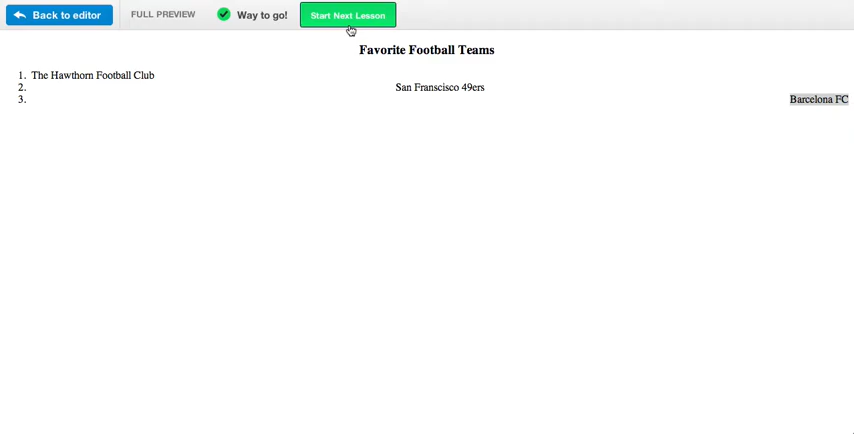 Back to editor FULL PREVIEW Way to go! Start Next Lesson
Favorite Football Teams
1. The Hawthorn Football Club
2. San Franscisco 49ers
3. Barcelona FC